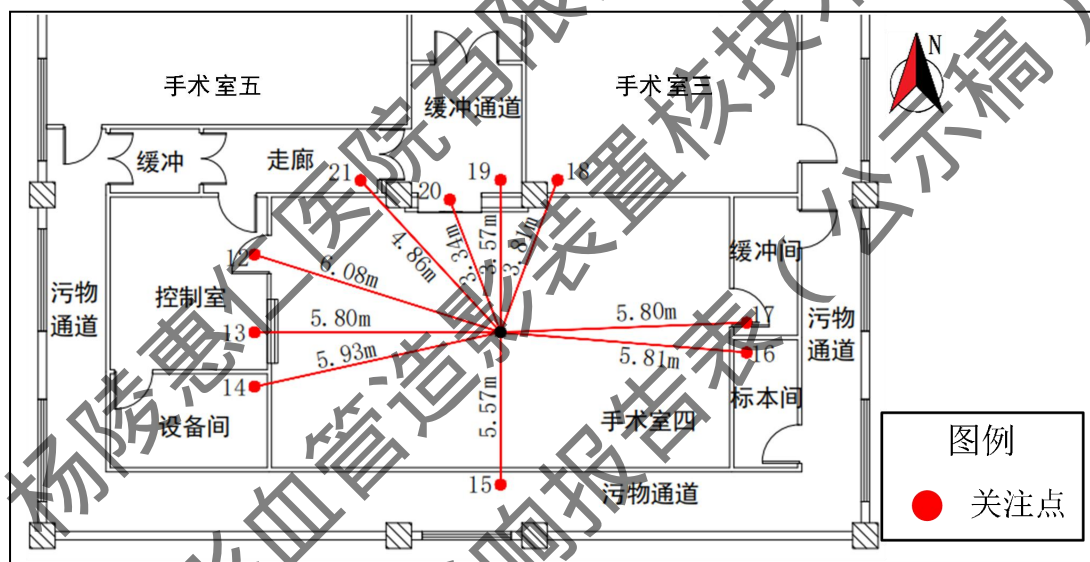 手术室五
缓冲通道
手术室三
N
缓冲
走廊
21
20
19
18
4.86m
3.34m
3.57m
3.81m
12
6.08m
控制室
13
5.80m
14
5.93m
设备间
污物
通道
5.57m
15
5.80m
17
5.81m
16
缓冲间
标本间
污物
通道
手术室四
污物通道
图例
关注点
杨陵惠仁医院有限
血管造影装置核技术
响报告表（公示稿）